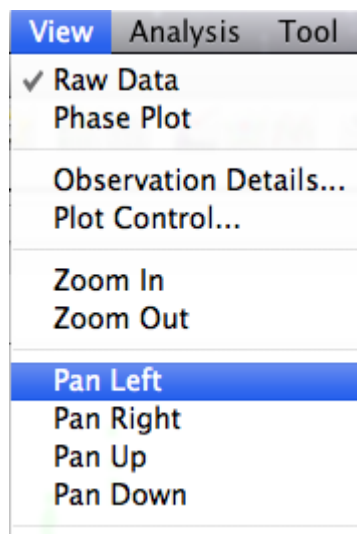 View Analysis Tool
✓ Raw Data
Phase Plot
Observation Details...
Plot Control...
Zoom In
Zoom Out
Pan Left
Pan Right
Pan Up
Pan Down